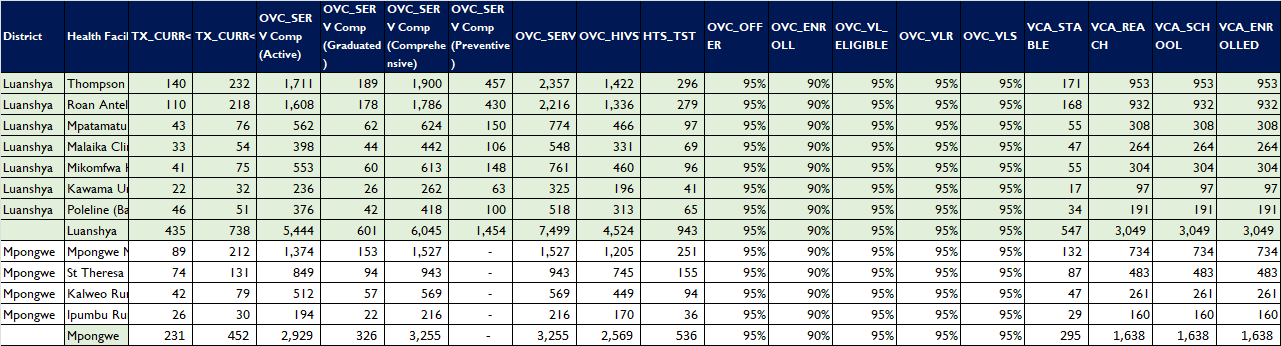 District Health Facil TX_CURR< TX_CURR< OVC_SERV Comp (Active) OVC_SERV Comp (Graduated) OVC_SERV Comp (Comprehensive) OVC_SERV Comp (Preventive) OVC_SERV OVC_HIVS HTS_TST OVC_OFFER OVC_ENROLL OVC_VL_ELIGIBLE OVC_VLR OVC_VLS VCA_STABLE VCA_REACH VCA_SCHOOL VCA_ENROLLED
Luanshya Thompson 140 232 1,711 189 1,900 457 2,357 1,422 296 95% 90% 95% 95% 95% 171 953 953 953
Luanshya Roan Antel 110 218 1,608 178 1,786 430 2,216 1,336 279 95% 90% 95% 95% 95% 168 932 932 932
Luanshya Mpatamatu 43 76 562 62 624 150 774 466 97 95% 90% 95% 95% 95% 55 308 308 308
Luanshya Malaika Cli 33 54 398 44 442 106 548 331 69 95% 90% 95% 95% 95% 47 264 264 264
Luanshya Mikomfwa H 41 75 553 60 613 148 761 460 96 95% 90% 95% 95% 95% 55 304 304 304
Luanshya Kawama Ur 22 32 236 26 262 63 325 196 41 95% 90% 95% 95% 95% 17 97 97 97
Luanshya Poleline (Ba 46 51 376 42 418 100 518 313 65 95% 90% 95% 95% 95% 34 191 191 191
Luanshya 435 738 5,444 601 6,045 1,454 7,499 4,524 943 95% 90% 95% 95% 95% 547 3,049 3,049 3,049
Mpongwe Mpongwe M 89 212 1,374 153 1,527 - 1,527 1,205 251 95% 90% 95% 95% 95% 132 734 734 734
Mpongwe St Theresa 74 131 849 94 943 - 943 745 155 95% 90% 95% 95% 95% 87 483 483 483
Mpongwe Kalweo Rur 42 79 512 57 569 - 569 449 94 95% 90% 95% 95% 95% 47 261 261 261
Mpongwe Ipumbu Ru 26 30 194 22 216 - 216 170 36 95% 90% 95% 95% 95% 29 160 160 160
Mpongwe 231 452 2,929 326 3,255 - 3,255 2,569 536 95% 90% 95% 95% 95% 295 1,638 1,638 1,638